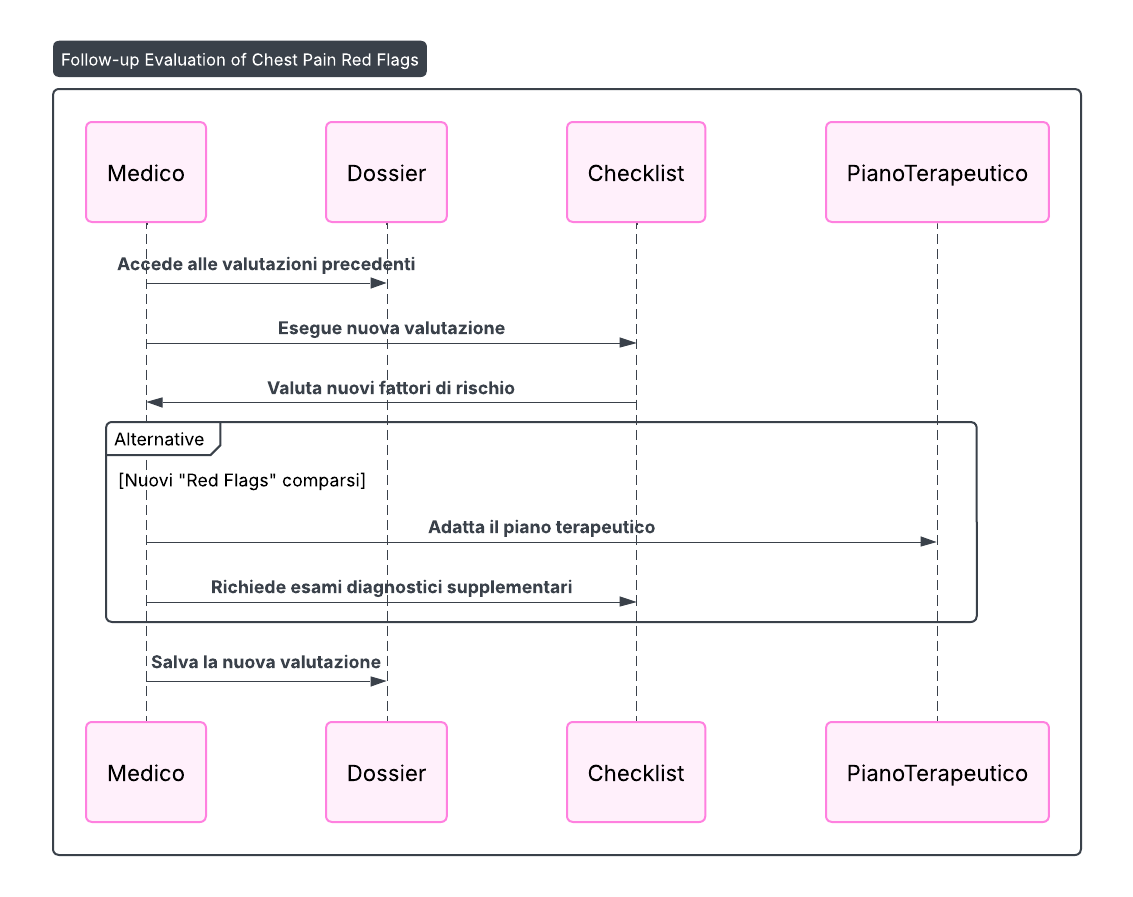 Follow-up Evaluation of Chest Pain Red Flags
Medico
Dossier
Checklist
PianoTerapeutico
Accede alle valutazioni precedenti
Esegue nuova valutazione
Valuta nuovi fattori di rischio
Alternative
[Nuovi "Red Flags" comparsi]
Adatta il piano terapeutico
Richiede esami diagnostici supplementari
Salva la nuova valutazione
Medico
Dossier
Checklist
PianoTerapeutico